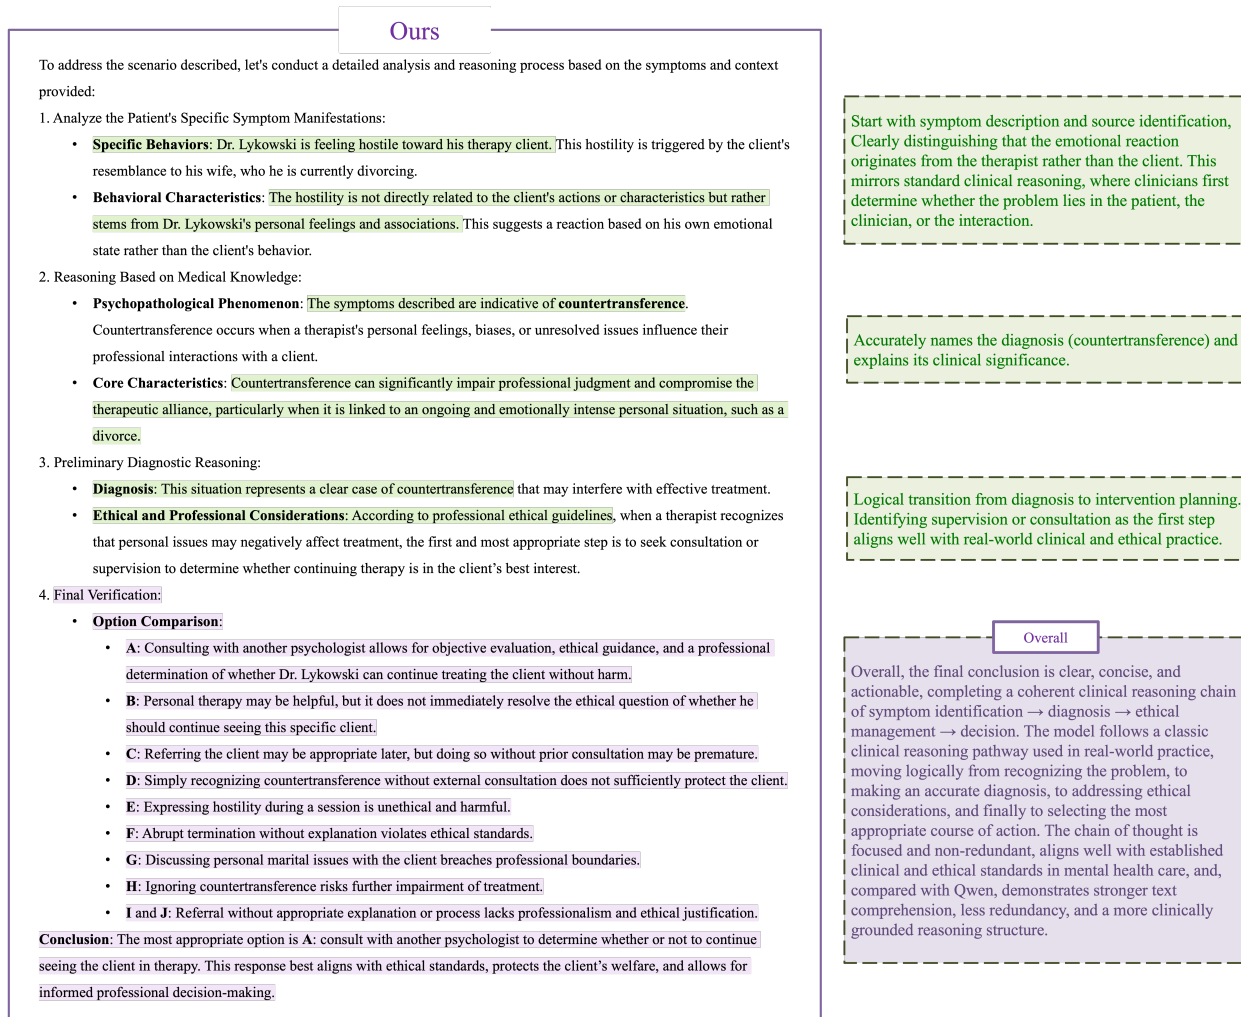 Ours
To address the scenario described, let's conduct a detailed analysis and reasoning process based on the symptoms and context
provided:
1. Analyze the Patient's Specific Symptom Manifestations:
• Specific Behaviors: Dr. Lykowski is feeling hostile toward his therapy client. This hostility is triggered by the client's
resemblance to his wife, who he is currently divorcing.
• Behavioral Characteristics: The hostility is not directly related to the client's actions or characteristics but rather
stems from Dr. Lykowski's personal feelings and associations. This suggests a reaction based on his own emotional
state rather than the client's behavior.
2. Reasoning Based on Medical Knowledge:
• Psychopathological Phenomenon: The symptoms described are indicative of countertransference.
Countertransference occurs when a therapist's personal feelings, biases, or unresolved issues influence their
professional interactions with a client.
• Core Characteristics: Countertransference can significantly impair professional judgment and compromise the
therapeutic alliance, particularly when it is linked to an ongoing and emotionally intense personal situation, such as a
divorce.
3. Preliminary Diagnostic Reasoning:
• Diagnosis: This situation represents a clear case of countertransference that may interfere with effective treatment.
• Ethical and Professional Considerations: According to professional ethical guidelines, when a therapist recognizes
that personal issues may negatively affect treatment, the first and most appropriate step is to seek consultation or
supervision to determine whether continuing therapy is in the client’s best interest.
4. Final Verification:
• Option Comparison:
• A: Consulting with another psychologist allows for objective evaluation, ethical guidance, and a professional
determination of whether Dr. Lykowski can continue treating the client without harm.
• B: Personal therapy may be helpful, but it does not immediately resolve the ethical question of whether he
should continue seeing this specific client.
• C: Referring the client may be appropriate later, but doing so without prior consultation may be premature.
• D: Simply recognizing countertransference without external consultation does not sufficiently protect the client.
• E: Expressing hostility during a session is unethical and harmful.
• F: Abrupt termination without explanation violates ethical standards.
• G: Discussing personal marital issues with the client breaches professional boundaries.
• H: Ignoring countertransference risks further impairment of treatment.
• I and J: Referral without appropriate explanation or process lacks professionalism and ethical justification.
Conclusion: The most appropriate option is A: consult with another psychologist to determine whether or not to continue
seeing the client in therapy. This response best aligns with ethical standards, protects the client’s welfare, and allows for
informed professional decision-making.
Start with symptom description and source identification,
Clearly distinguishing that the emotional reaction
originates from the therapist rather than the client. This
mirrors standard clinical reasoning, where clinicians first
determine whether the problem lies in the patient, the
clinician, or the interaction.
Accurately names the diagnosis (countertransference) and
explains its clinical significance.
Logical transition from diagnosis to intervention planning.
Identifying supervision or consultation as the first step
aligns well with real-world clinical and ethical practice.
Overall
Overall, the final conclusion is clear, concise, and
actionable, completing a coherent clinical reasoning chain
of symptom identification → diagnosis → ethical
management → decision. The model follows a classic
clinical reasoning pathway used in real-world practice,
moving logically from recognizing the problem, to
making an accurate diagnosis, to addressing ethical
considerations, and finally to selecting the most
appropriate course of action. The chain of thought is
focused and non-redundant, aligns well with established
clinical and ethical standards in mental health care, and,
compared with Qwen, demonstrates stronger text
comprehension, less redundancy, and a more clinically
grounded reasoning structure.